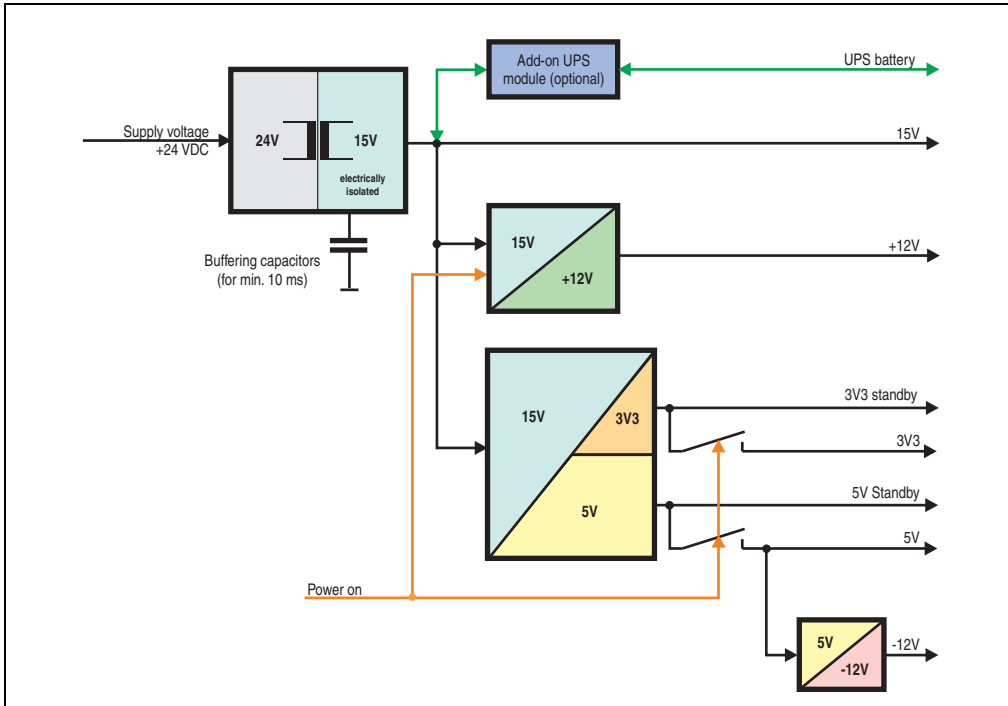 Add-on UPS
module (optional)
UPS battery
Supply voltage
+24 VDC
24V
15V
electrically
isolated
15V
Buffering capacitors
(for min. 10 ms)
15V
+12V
+12V
15V
3V3
5V
3V3 standby
3V3
5V Standby
5V
Power on
5V
-12V
-12V